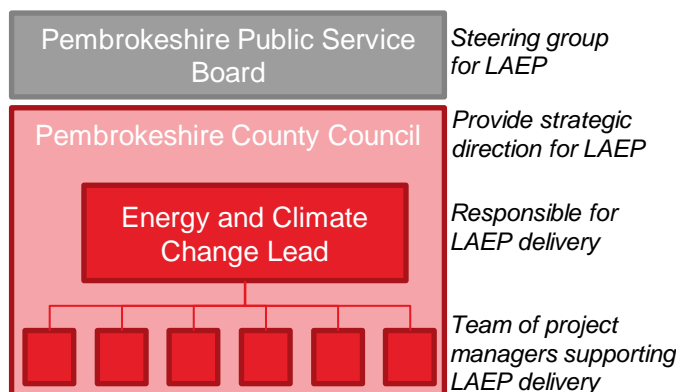 Pembrokeshire Public Service
Board
Steering group
for LAEP
Pembrokeshire County Council
Provide strategic
direction for LAEP
Energy and Climate
Change Lead
Responsible for
LAEP delivery
Team of project
managers supporting
LAEP delivery